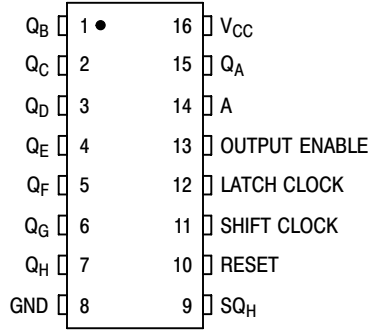 QB 1 16 VCC
QC 2 15 QA
QD 3 14 A
QE 4 13 OUTPUT ENABLE
QF 5 12 LATCH CLOCK
QG 6 11 SHIFT CLOCK
QH 7 10 RESET
GND 8 9 SQH